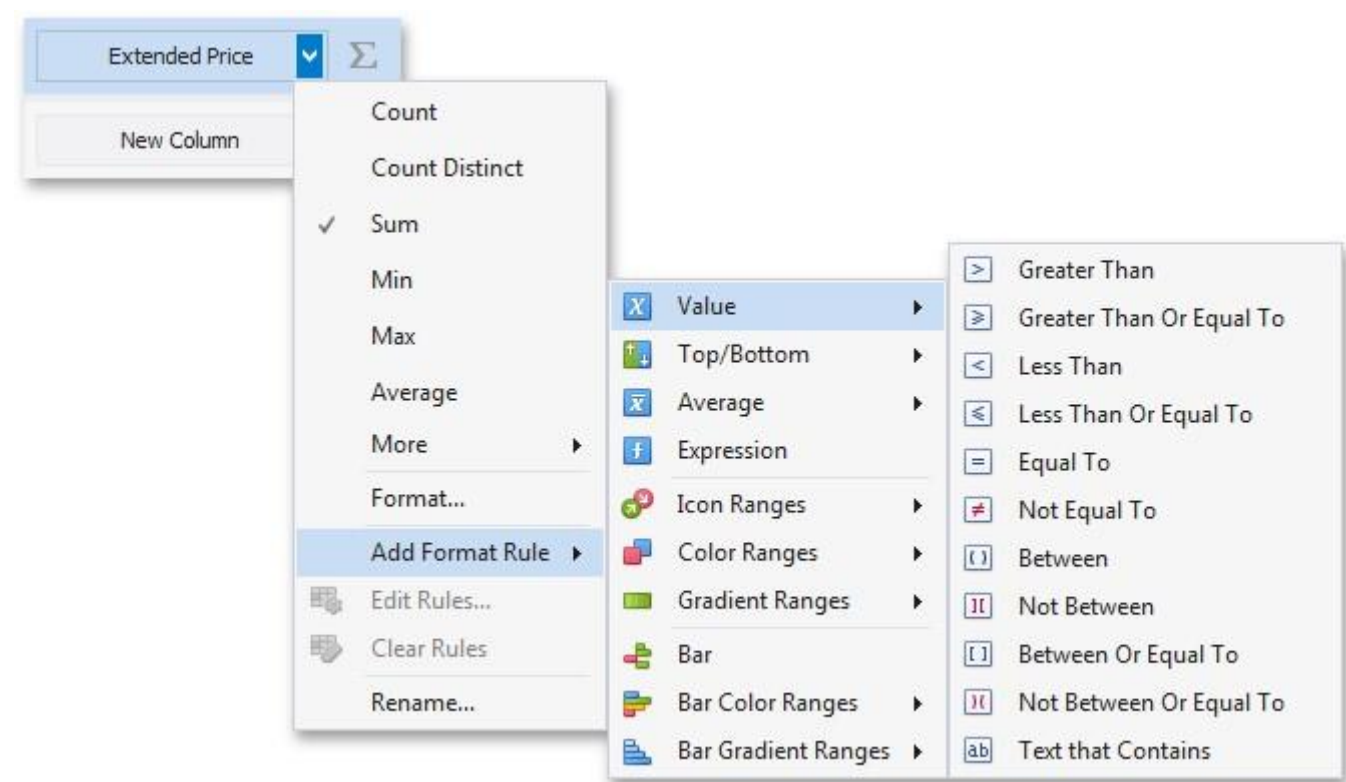 Extended Price
New Column
Count
Count Distinct
Sum
Min
Max
Average
More
Format...
Add Format Rule
Edit Rules...
Clear Rules
Rename...
Value
Top/Bottom
Average
Expression
Icon Ranges
Color Ranges
Gradient Ranges
Bar
Bar Color Ranges
Bar Gradient Ranges
Greater Than
Greater Than Or Equal To
Less Than
Less Than Or Equal To
Equal To
Not Equal To
Between
Not Between
Between Or Equal To
Not Between Or Equal To
ab Text that Contains